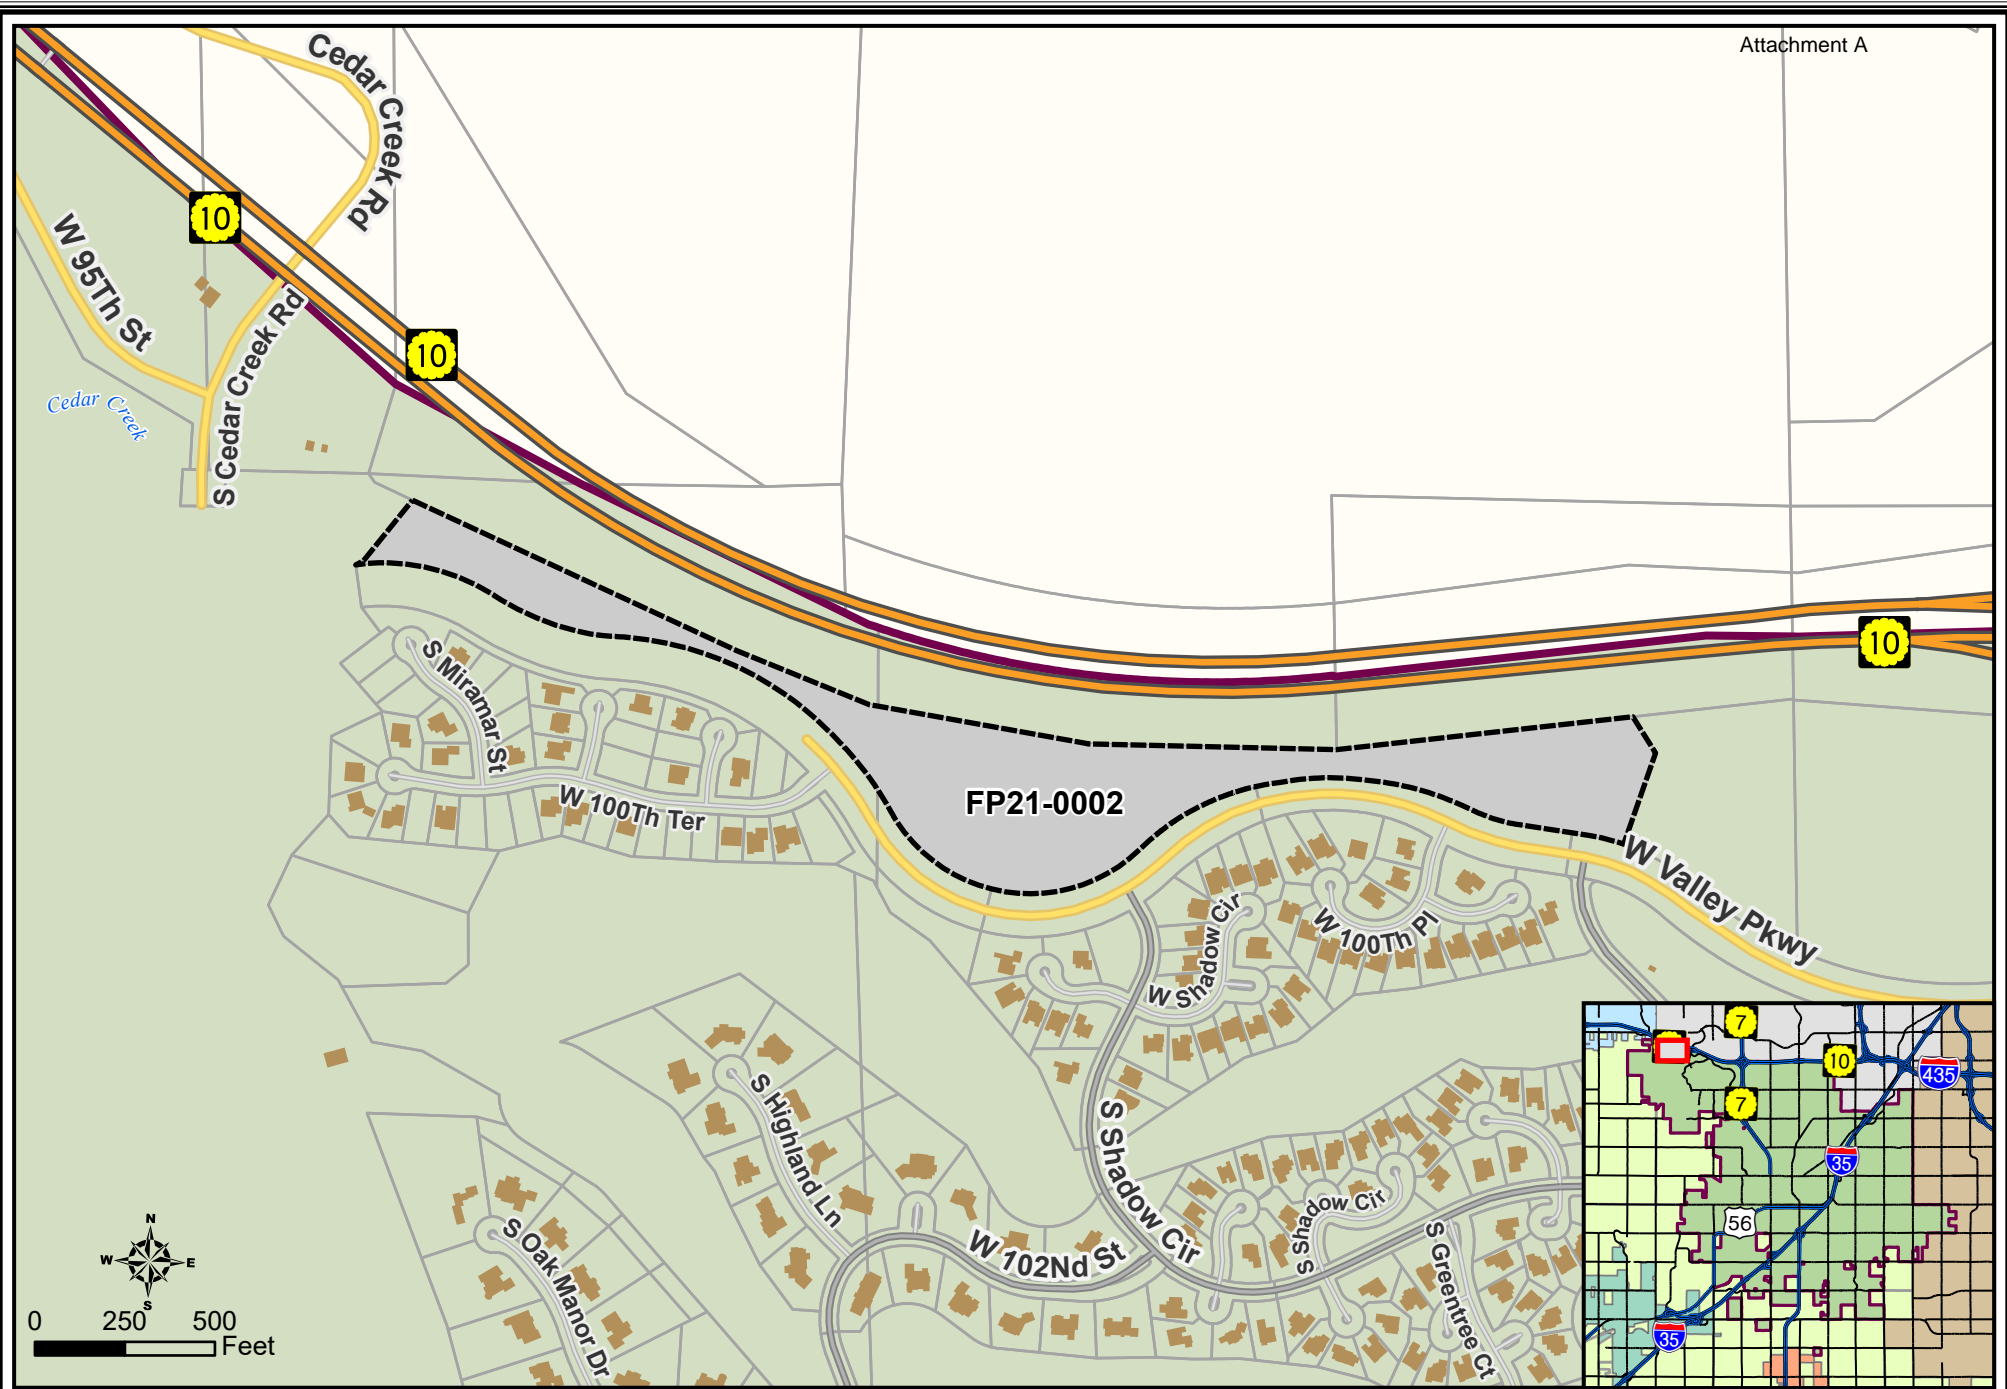 Attachment A
Cedar Creek Rd
10
W 95Th St
S Cedar Creek Rd
10
Cedar Creek
10
S Miramar St
W 100Th Ter
FP21-0002
W Valley Pkwy
W Shadow Cir
W 100Th Pl
S Highland Ln
S Shadow Cir
W 102Nd St
S Shadow Cir
S Greentree Ct
S Oak Manor Dr
N
W E
S
0 250 500
Feet
7
10
435
7
35
56
35